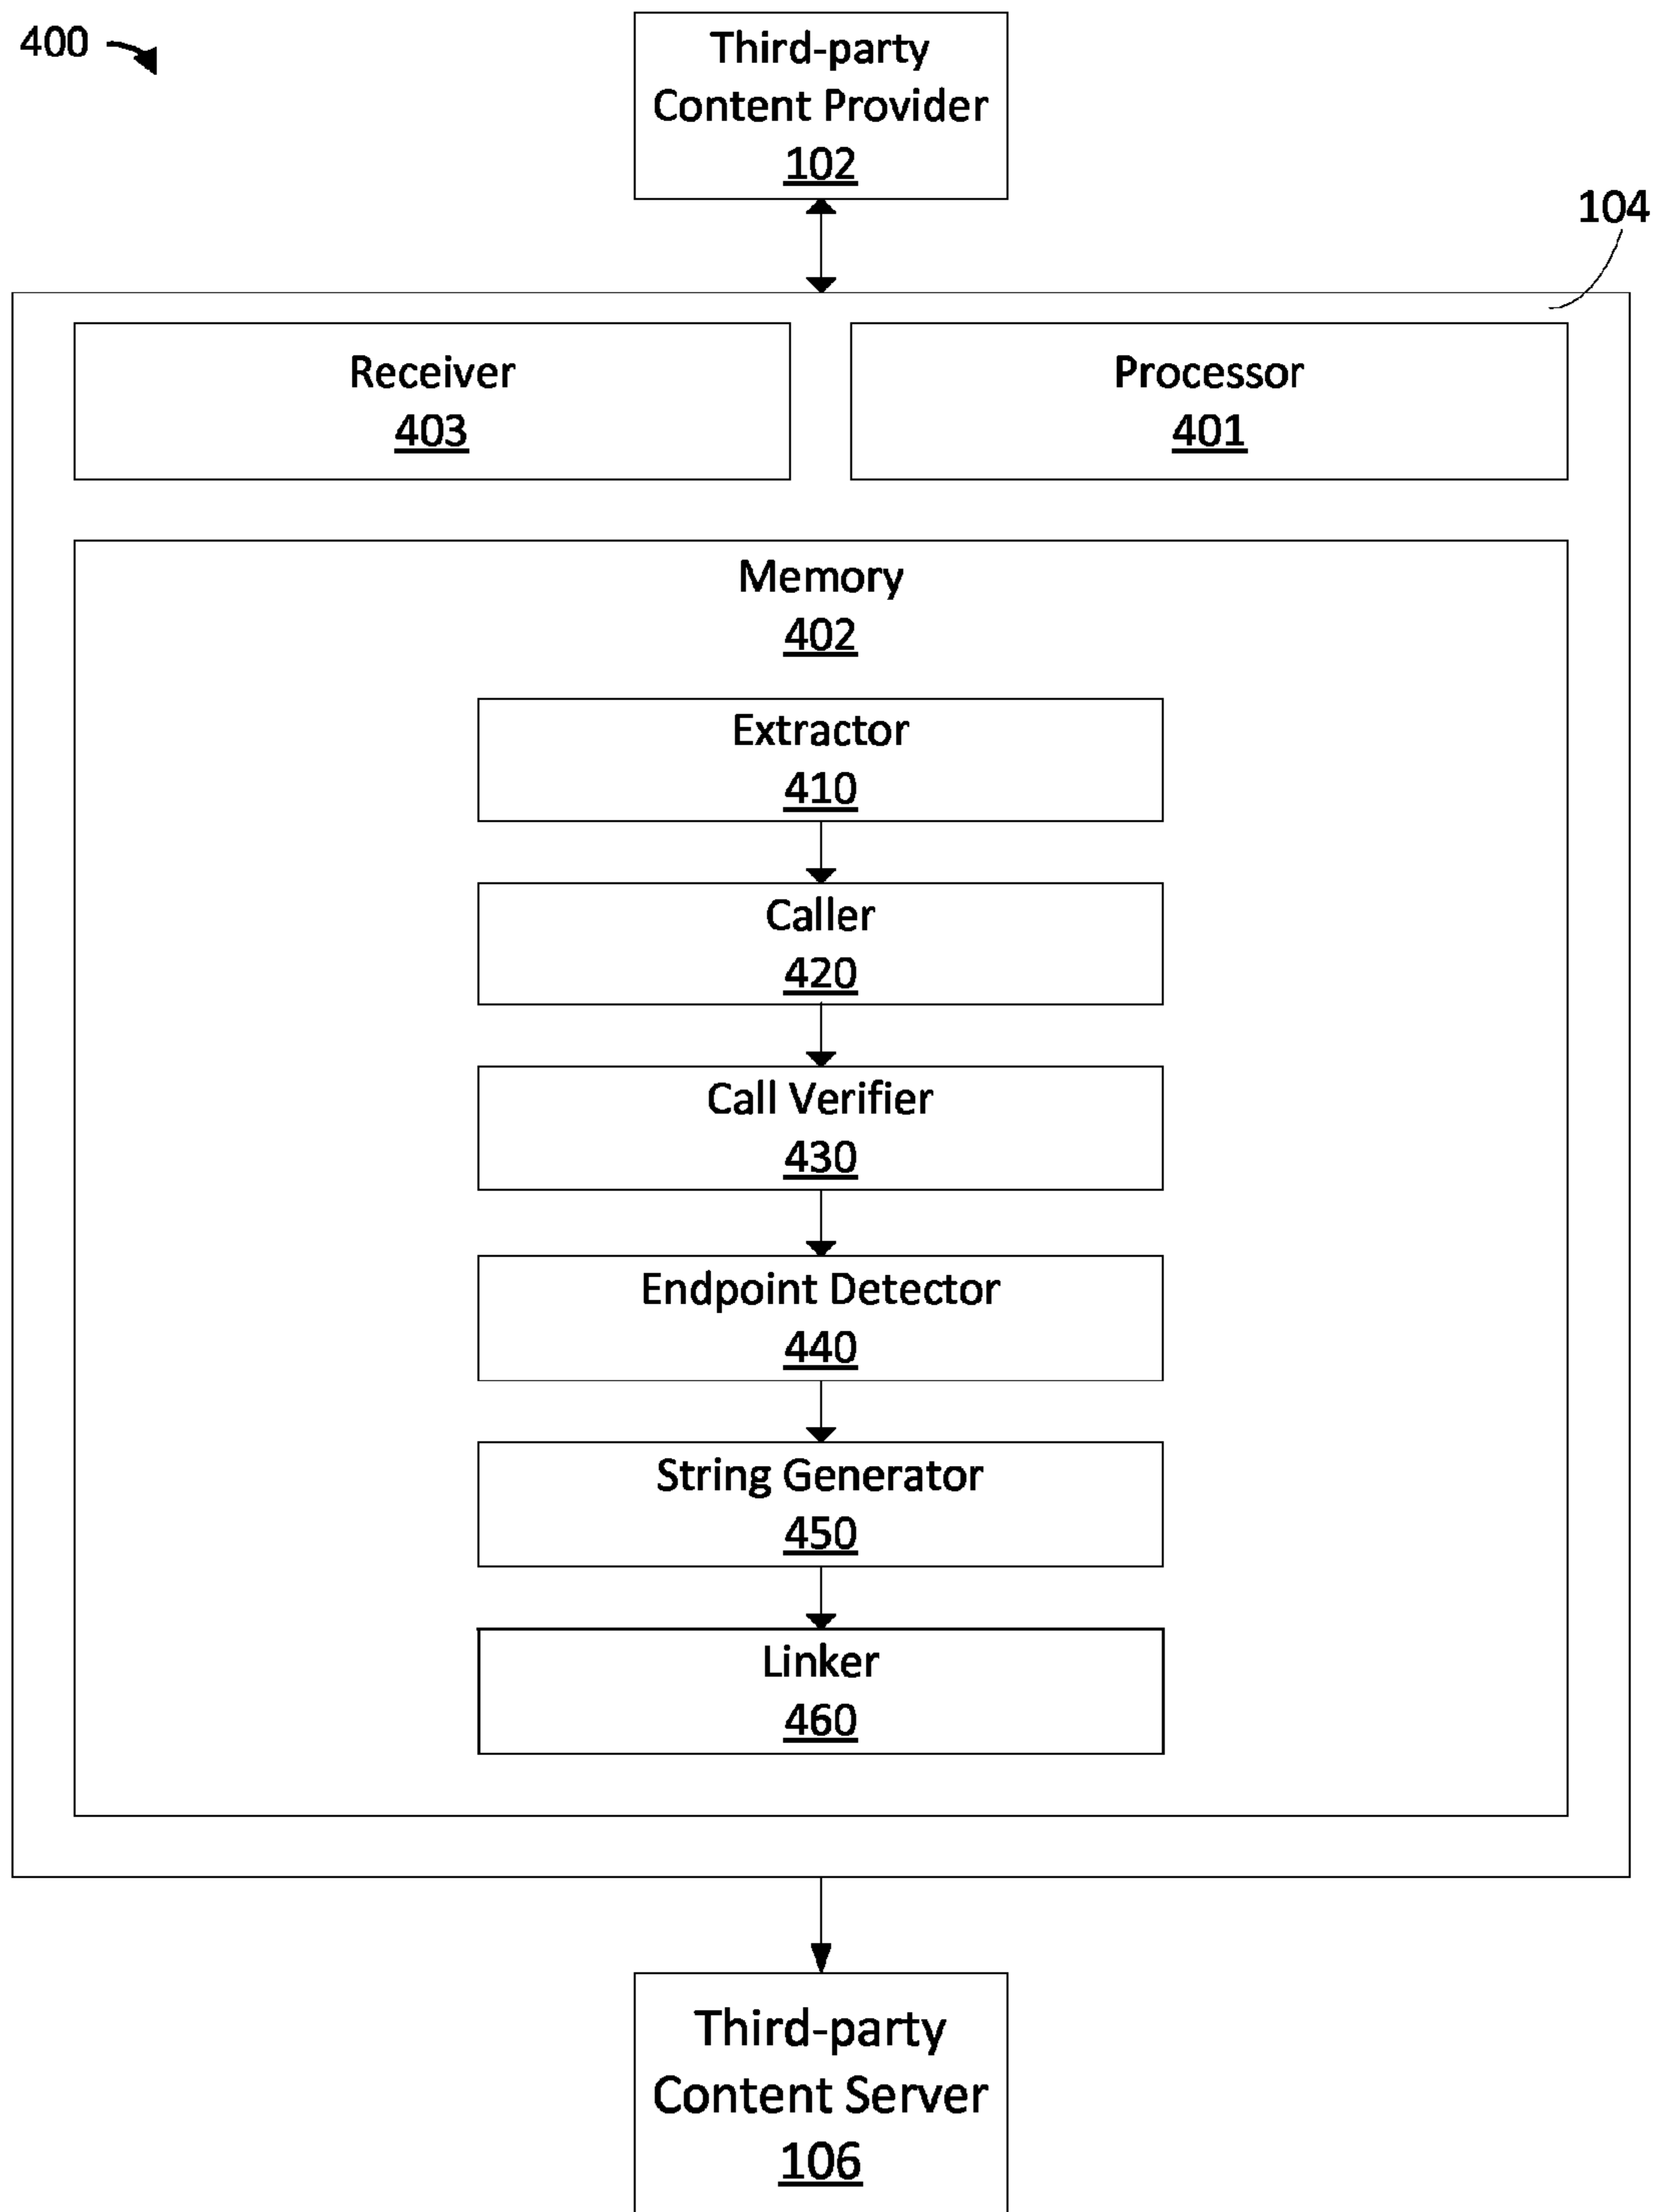 400
Third-party
Content Provider
102
104
Receiver
403
Processor
401
Memory
402
Extractor
410
Caller
420
Call Verifier
430
Endpoint Detector
440
String Generator
450
Linker
460
Third-party
Content Server
106